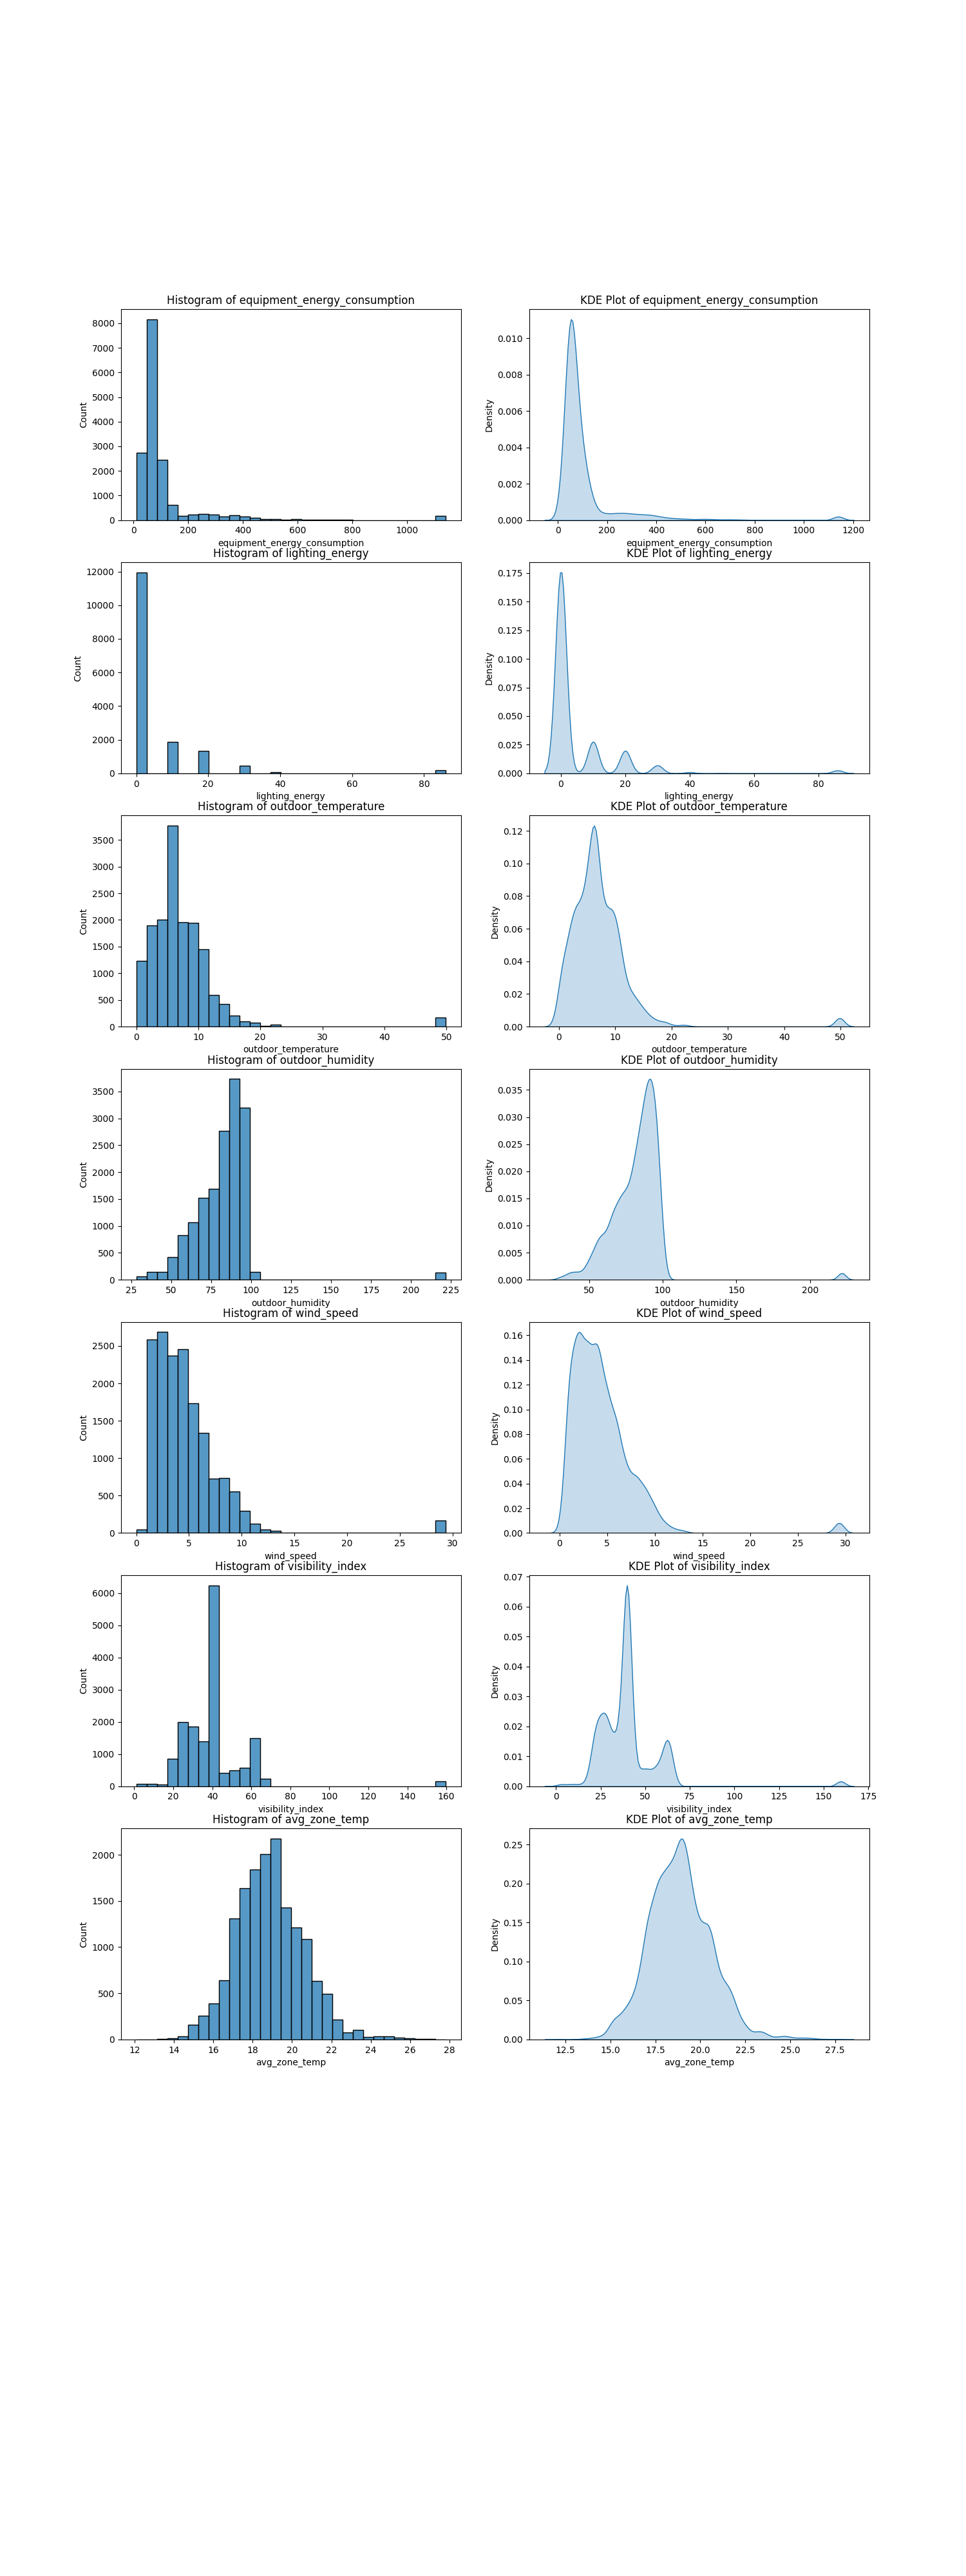 Histogram of equipment_energy_consumption
KDE Plot of equipment_energy_consumption
Count
8000
7000
6000
5000
4000
3000
2000
1000
0
0 200 400 600 800 1000
equipment_energy_consumption
Density
0.010
0.008
0.006
0.004
0.002
0.000
0 200 400 600 800 1000 1200
equipment_energy_consumption
Histogram of lighting_energy
KDE Plot of lighting_energy
Count
12000
10000
8000
6000
4000
2000
0
0 20 40 60 80
lighting_energy
Density
0.175
0.150
0.125
0.100
0.075
0.050
0.025
0.000
0 20 40 60 80
lighting_energy
Histogram of outdoor_temperature
KDE Plot of outdoor_temperature
Count
3500
3000
2500
2000
1500
1000
500
0
0 10 20 30 40 50
outdoor_temperature
Density
0.12
0.10
0.08
0.06
0.04
0.02
0.00
0 10 20 30 40 50
outdoor_temperature
Histogram of outdoor_humidity
KDE Plot of outdoor_humidity
Count
3500
3000
2500
2000
1500
1000
500
0
25 50 75 100 125 150 175 200 225
outdoor_humidity
Density
0.035
0.030
0.025
0.020
0.015
0.010
0.005
0.000
50 100 150 200
outdoor_humidity
Histogram of wind_speed
KDE Plot of wind_speed
Count
2500
2000
1500
1000
500
0
0 5 10 15 20 25 30
wind_speed
Density
0.16
0.14
0.12
0.10
0.08
0.06
0.04
0.02
0.00
0 5 10 15 20 25 30
wind_speed
Histogram of visibility_index
KDE Plot of visibility_index
Count
6000
5000
4000
3000
2000
1000
0
0 20 40 60 80 100 120 140 160
visibility_index
Density
0.07
0.06
0.05
0.04
0.03
0.02
0.01
0.00
0 25 50 75 100 125 150 175
visibility_index
Histogram of avg_zone_temp
KDE Plot of avg_zone_temp
Count
2000
1500
1000
500
0
12 14 16 18 20 22 24 26 28
avg_zone_temp
Density
0.25
0.20
0.15
0.10
0.05
0.00
12.5 15.0 17.5 20.0 22.5 25.0 27.5
avg_zone_temp